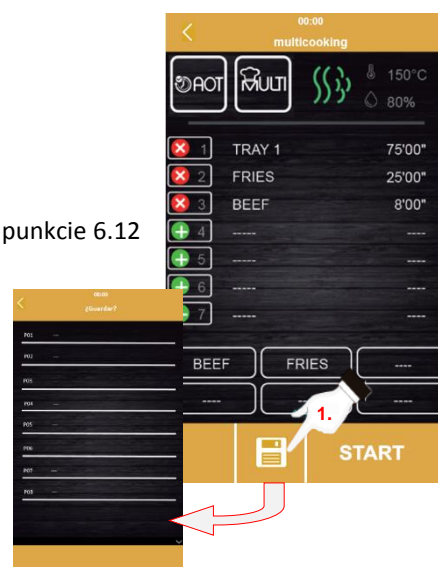 00:00
multicooking
AOT MULTI 150°C
80%
1 TRAY 1 75'00"
2 FRIES 25'00"
3 BEEF 8'00"
4 ----- ----
5 ----- ----
6 ----- ----
7 ----- ----
BEEF FRIES ----
---- ----
1.
START
punkcie 6.12
00:00
¿Guardar?
P01 ---
P02 ---
P03
P04 ---
P05 ---
P06
P07 ---
P08 ---